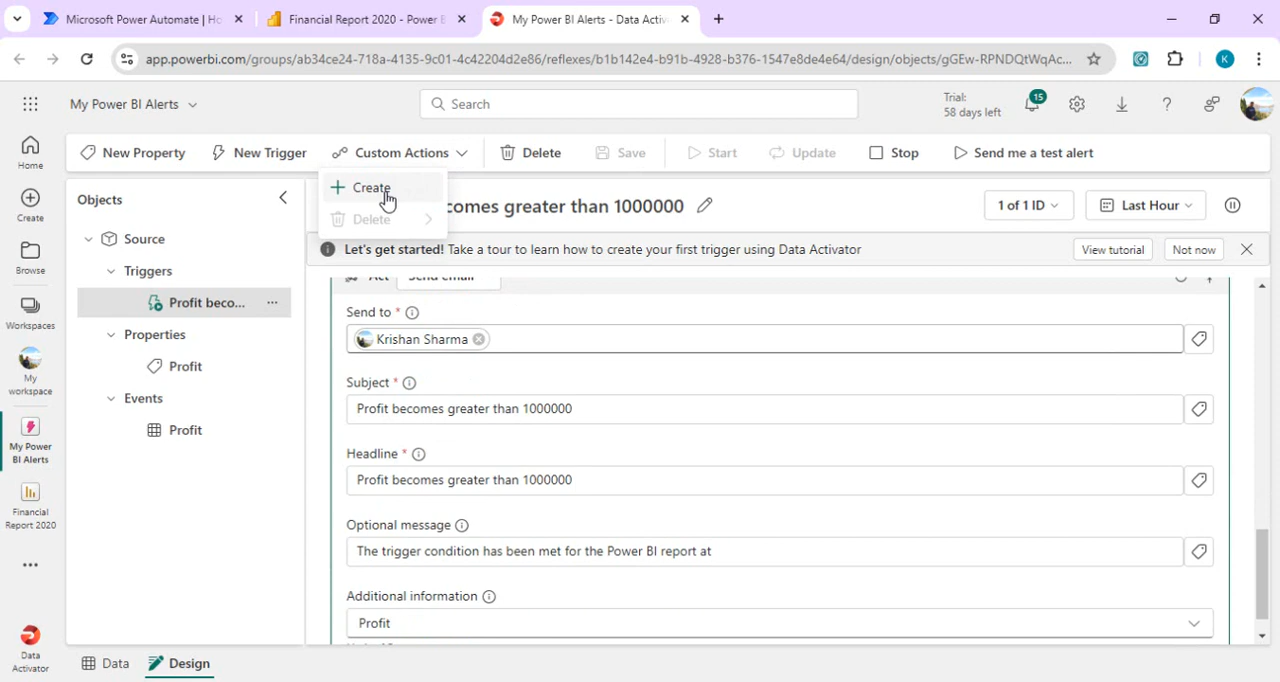 Microsoft Power Automate | Ho
Financial Report 2020 - Power B
My Power BI Alerts - Data Activ
app.powerbi.com/groups/ab34ce24-718a-4135-9c01-4c42204d2e86/reflexes/b1b142e4-b91b-4928-b376-1547e8de4e64/design/objects/gGEw-RPNDQtWqAc...
K
My Power BI Alerts
Search
Trial:
58 days left
15
New Property
New Trigger
Custom Actions
Delete
Save
Start
Update
Stop
Send me a test alert
Create
Delete
Home
Create
Browse
Workspaces
My
workspace
My Power
BI Alerts
Financial
Report 2020
Data
Activator
Objects
Source
Triggers
Profit beco...
Properties
Profit
Events
Profit
comes greater than 1000000
1 of 1 ID
Last Hour
Let's get started! Take a tour to learn how to create your first trigger using Data Activator
View tutorial
Not now
Act
Send email
Send to *
Krishan Sharma
Subject *
Profit becomes greater than 1000000
Headline *
Profit becomes greater than 1000000
Optional message
The trigger condition has been met for the Power BI report at
Additional information
Profit
Data
Design